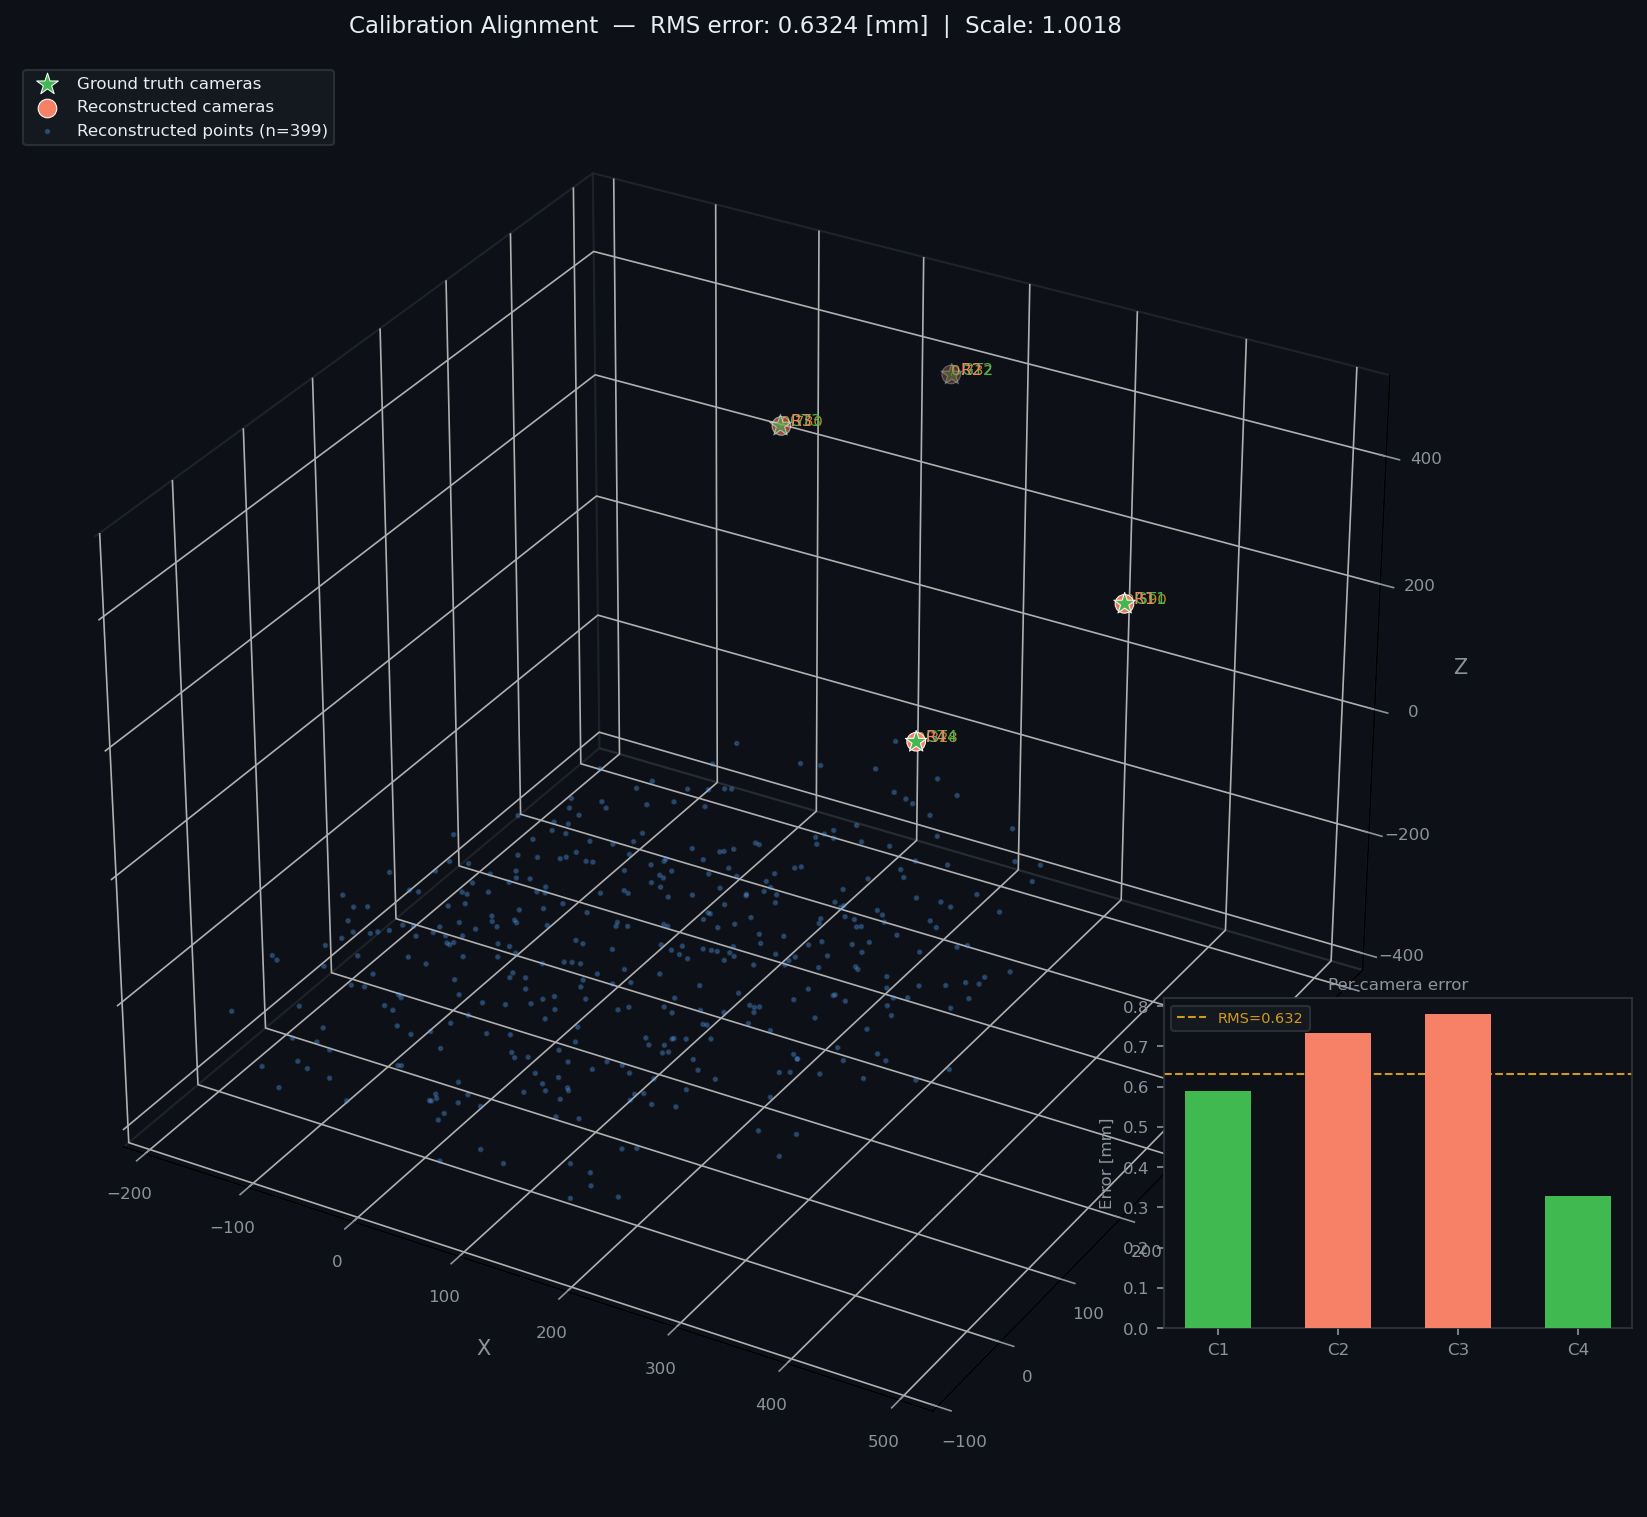 Calibration Alignment — RMS error: 0.6324 [mm] | Scale: 1.0018
Ground truth cameras
Reconstructed cameras
Reconstructed points (n=399)
400
200
0
−200
−400
Z
−200
−100
0
100
200
300
400
500
X
−100
0
100
200
Per-camera error
RMS=0.632
0.8
0.7
0.6
0.5
0.4
0.3
0.2
0.1
0.0
Error [mm]
C1
C2
C3
C4